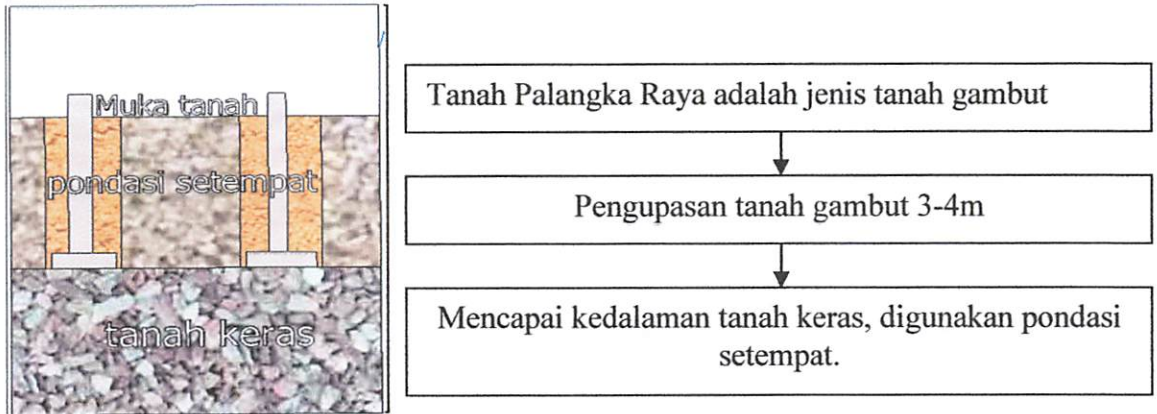 Muka tanah
pondasi setempat
tanah keras
Tanah Palangka Raya adalah jenis tanah gambut
Pengupasan tanah gambut 3-4m
Mencapai kedalaman tanah keras, digunakan pondasi
setempat.